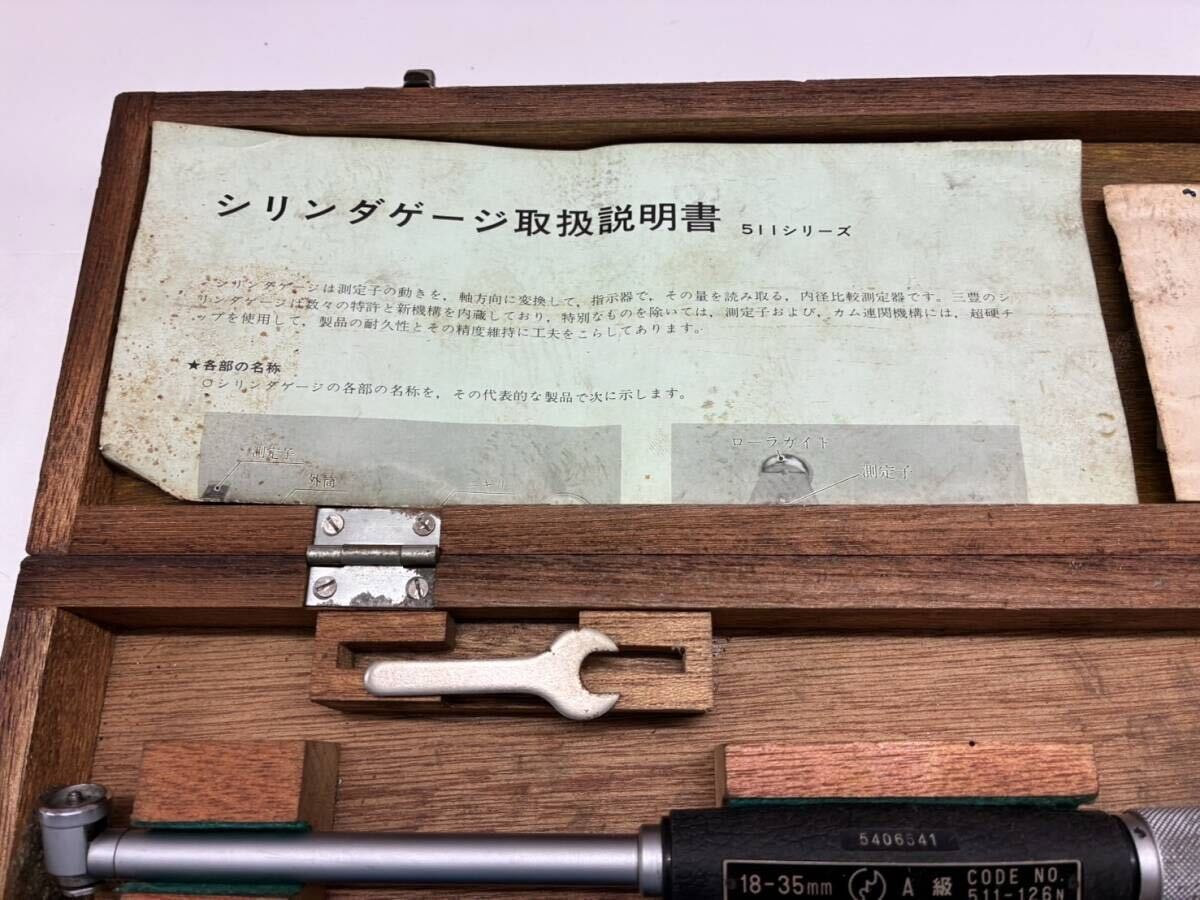 シリンダゲージ取扱説明書 511シリーズ
シリンダゲージは測定子の動きを，軸方向に変換して，指示器で，その量を読み取る，内径比較測定器です。三豊のシ
リンダゲージは数々の特許と新機構を内蔵しており，特別なものを除いては，測定子および，カム連関機構には，超硬チ
ップを使用して，製品の耐久性とその精度維持に工夫をこらしてあります。
★各部の名称
○シリンダゲージの各部の名称を，その代表的な製品で次に示します。
測定子
外筒
ローラガイド
測定子
5406541
18-35mm A 級 CODE NO.
511-126N